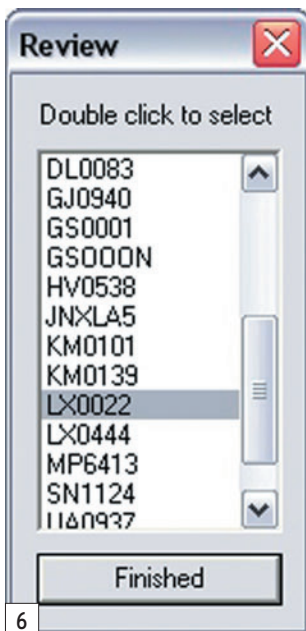 Review
Double click to select
DL0083
GJ0940
GS0001
GSOOON
HV0538
JNXLA5
KM0101
KM0139
LX0022
LX0444
MP6413
SN1124
UA0937
Finished
6